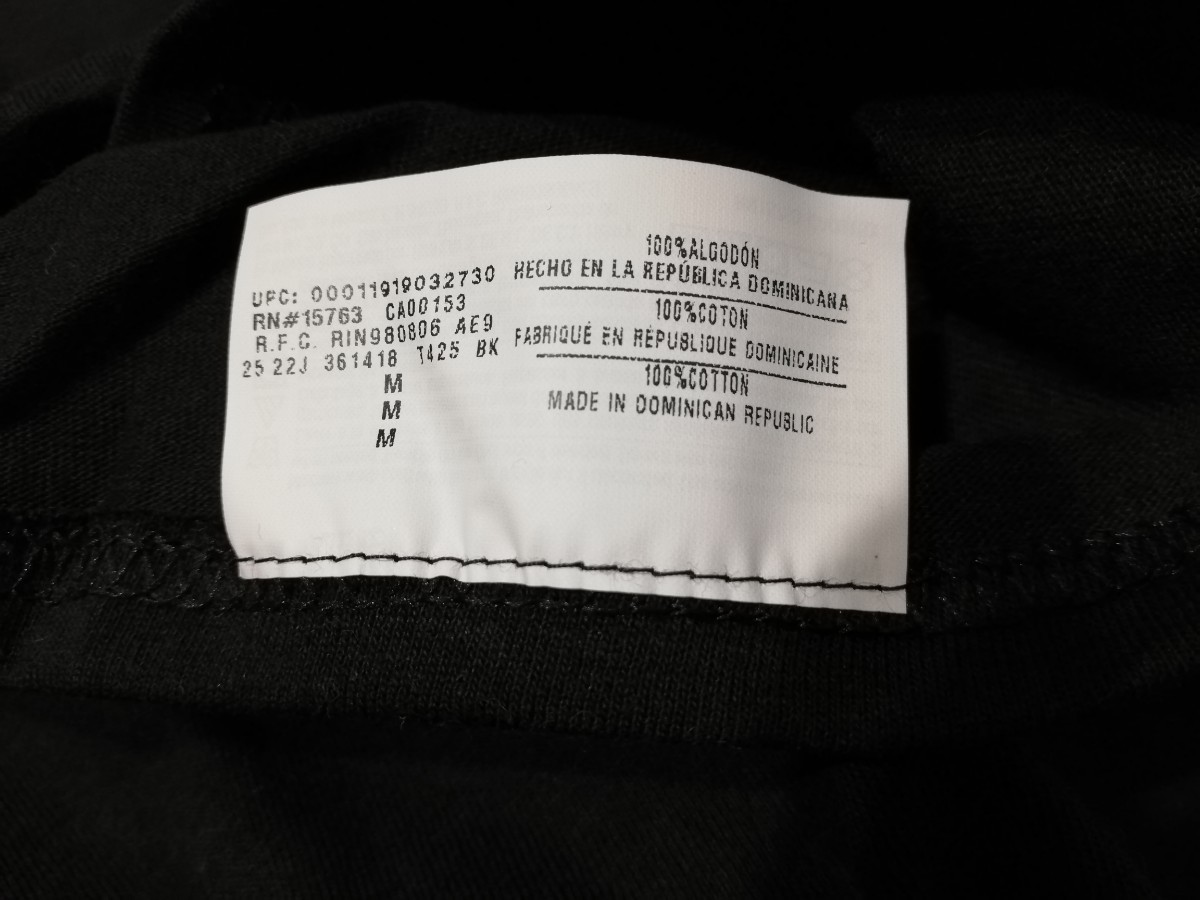 UPC: 00011919032730
RN#15763 CA00153
R.F.C. RIN980806 AE9
25 22J 361418 T425 BK
M
M
M
100%ALGODÓN
HECHO EN LA REPÚBLICA DOMINICANA
100%COTON
FABRIQUÉ EN RÉPUBLIQUE DOMINICAINE
100%COTTON
MADE IN DOMINICAN REPUBLIC